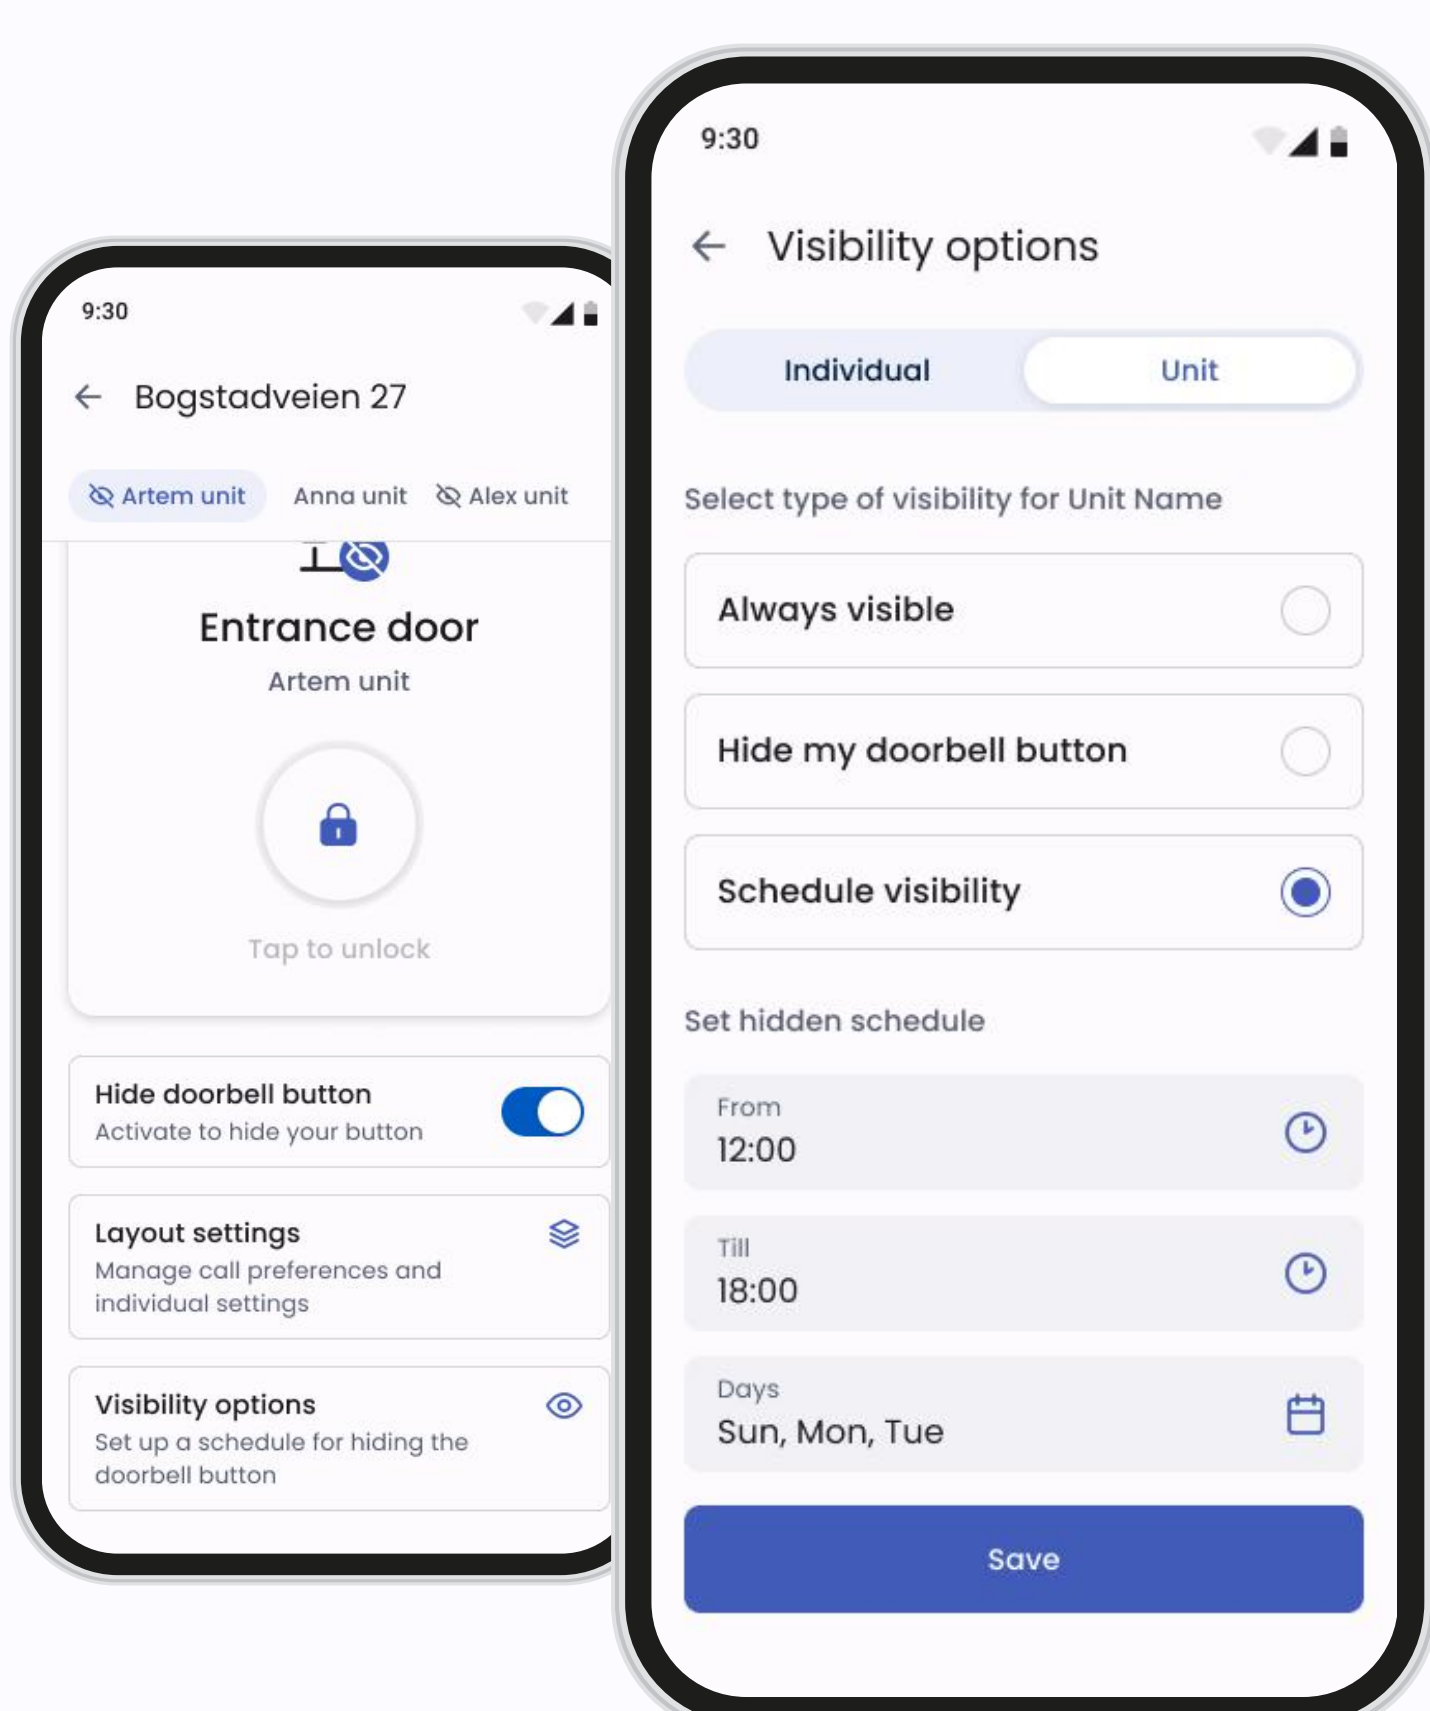 9:30
Bogstadveien 27
Artem unit Anna unit Alex unit
Entrance door
Artem unit
Tap to unlock
Hide doorbell button
Activate to hide your button
Layout settings
Manage call preferences and
individual settings
Visibility options
Set up a schedule for hiding the
doorbell button
9:30
Visibility options
Individual Unit
Select type of visibility for Unit Name
Always visible
Hide my doorbell button
Schedule visibility
Set hidden schedule
From
12:00
Till
18:00
Days
Sun, Mon, Tue
Save